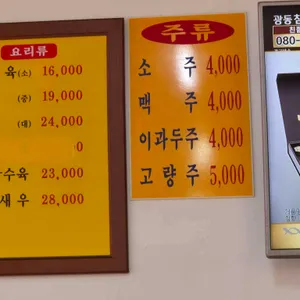 요리류
육(소) 16,000
(중) 19,000
(대) 24,000
0
수육 23,000
새우 28,000
주류
소 주 4,000
맥 주 4,000
이과두주 4,000
고량주 5,000
광동침
080-